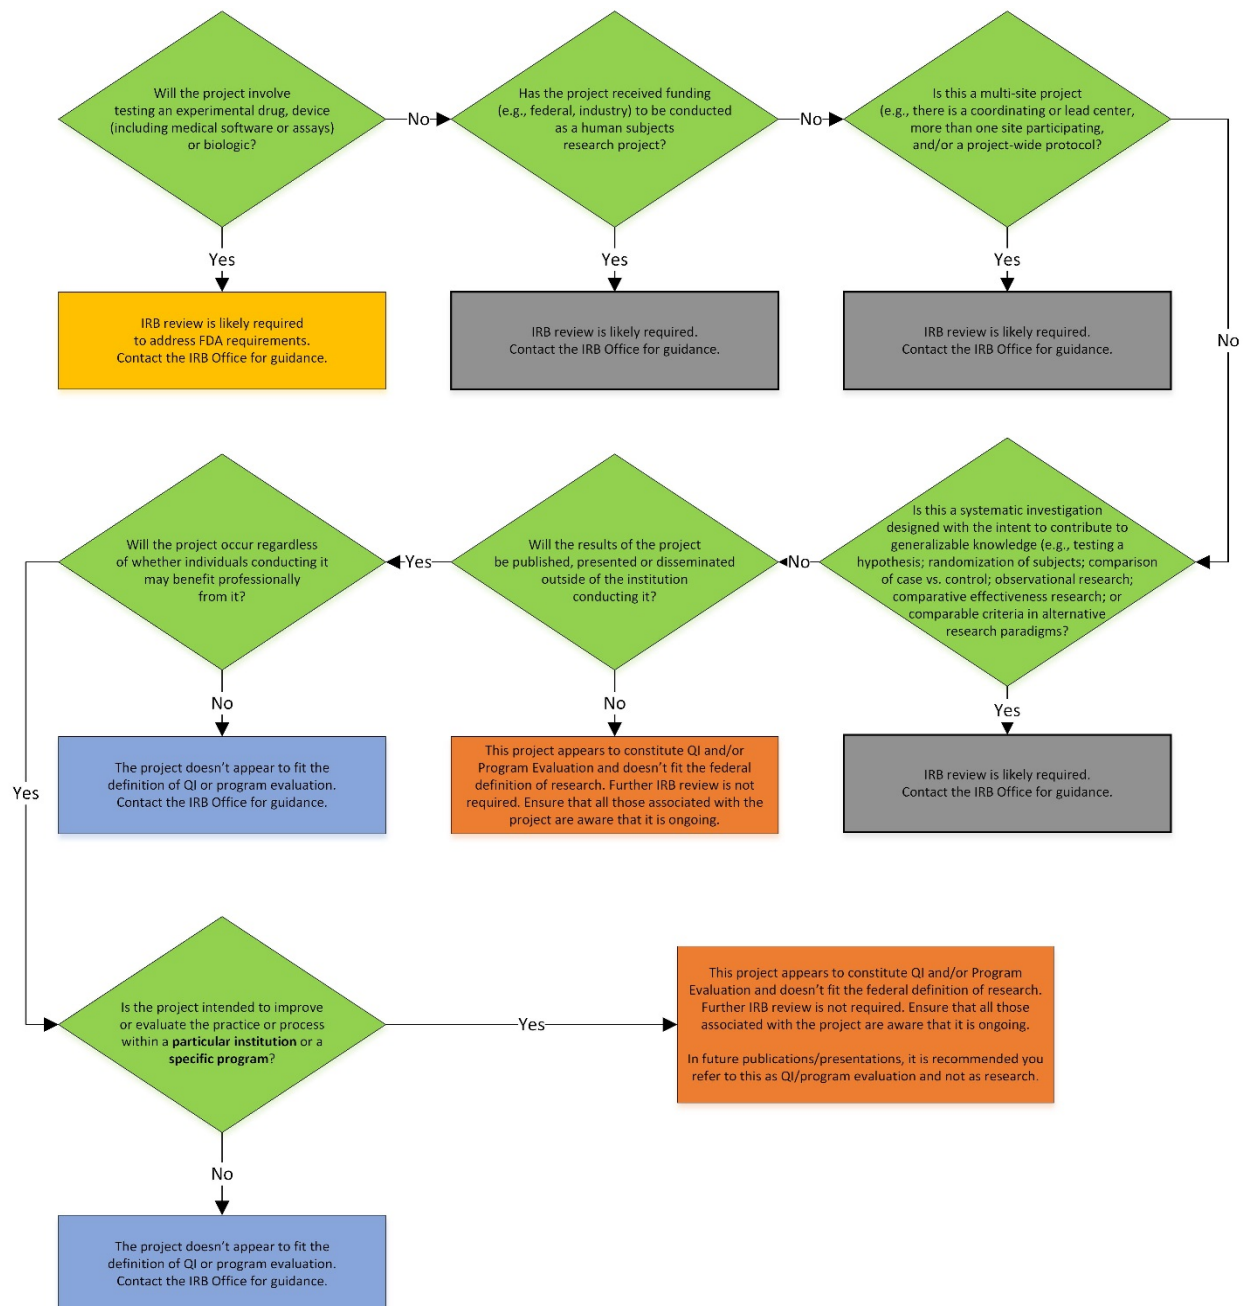 Will the project involve
testing an experimental drug, device
(including medical software or assays)
or biologic?
No
Has the project received funding
(e.g., federal, industry) to be conducted
as a human subjects
research project?
No
Is this a multi-site project
(e.g., there is a coordinating or lead center,
more than one site participating,
and/or a project-wide protocol?
Yes
Yes
Yes
No
IRB review is likely required
to address FDA requirements.
Contact the IRB Office for guidance.
IRB review is likely required.
Contact the IRB Office for guidance.
IRB review is likely required.
Contact the IRB Office for guidance.
Is this a systematic investigation
designed with the intent to contribute to
generalizable knowledge (e.g., testing a
hypothesis; randomization of subjects; comparison
of case vs. control; observational research;
comparative effectiveness research; or
comparable criteria in alternative
research paradigms?
No
Will the results of the project
be published, presented or disseminated
outside of the institution
conducting it?
Yes
Will the project occur regardless
of whether individuals conducting it
may benefit professionally
from it?
Yes
No
No
Yes
The project doesn't appear to fit the
definition of QI or program evaluation.
Contact the IRB Office for guidance.
This project appears to constitute QI and/or
Program Evaluation and doesn't fit the federal
definition of research. Further IRB review is not
required. Ensure that all those associated with the
project are aware that it is ongoing.
IRB review is likely required.
Contact the IRB Office for guidance.
Is the project intended to improve
or evaluate the practice or process
within a particular institution or a
specific program?
Yes
This project appears to constitute QI and/or Program
Evaluation and doesn't fit the federal definition of research.
Further IRB review is not required. Ensure that all those
associated with the project are aware that it is ongoing.
In future publications/presentations, it is recommended you
refer to this as QI/program evaluation and not as research.
No
The project doesn't appear to fit the
definition of QI or program evaluation.
Contact the IRB Office for guidance.